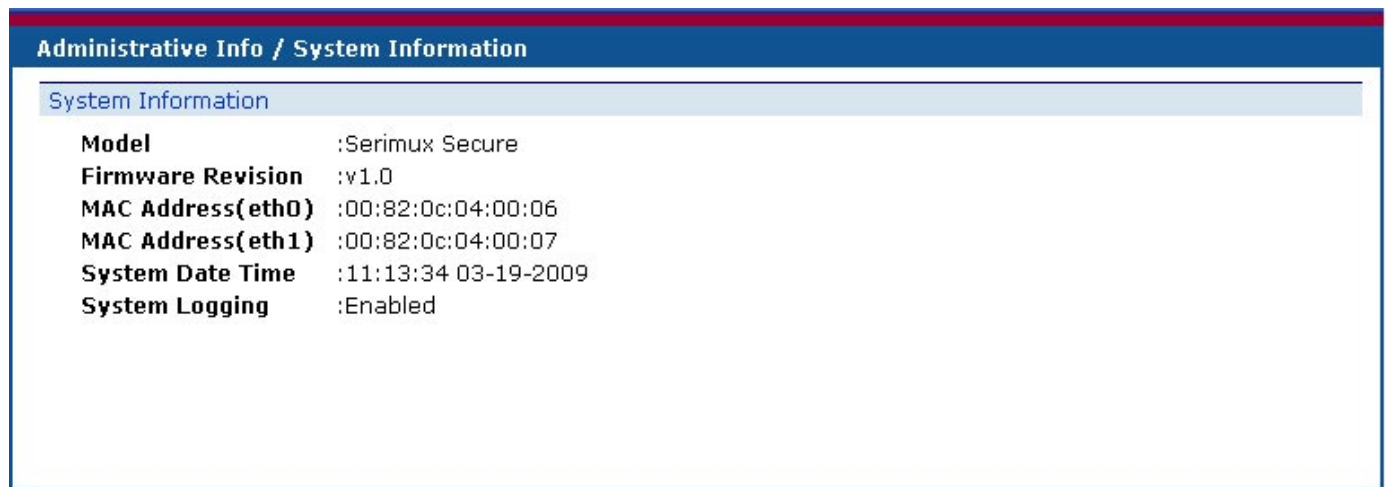 Administrative Info / System Information
System Information
Model :Serimux Secure
Firmware Revision :v1.0
MAC Address(eth0) :00:82:0c:04:00:06
MAC Address(eth1) :00:82:0c:04:00:07
System Date Time :11:13:34 03-19-2009
System Logging :Enabled